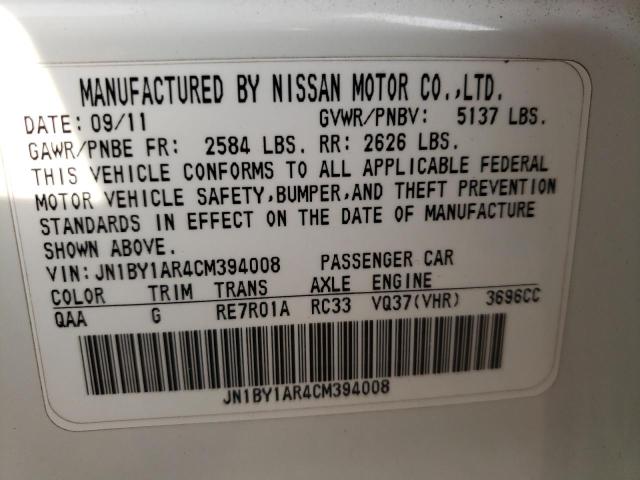 MANUFACTURED BY NISSAN MOTOR CO.,LTD.
DATE: 09/11 GVWR/PNBV: 5137 LBS.
GAWR/PNBE FR: 2584 LBS. RR: 2626 LBS.
THIS VEHICLE CONFORMS TO ALL APPLICABLE FEDERAL
MOTOR VEHICLE SAFETY,BUMPER,AND THEFT PREVENTION
STANDARDS IN EFFECT ON THE DATE OF MANUFACTURE
SHOWN ABOVE.
VIN: JN1BY1AR4CM394008 PASSENGER CAR
COLOR TRIM TRANS AXLE ENGINE
QAA G RE7R01A RC33 VQ37(VHR) 3696CC
JN1BY1AR4CM394008